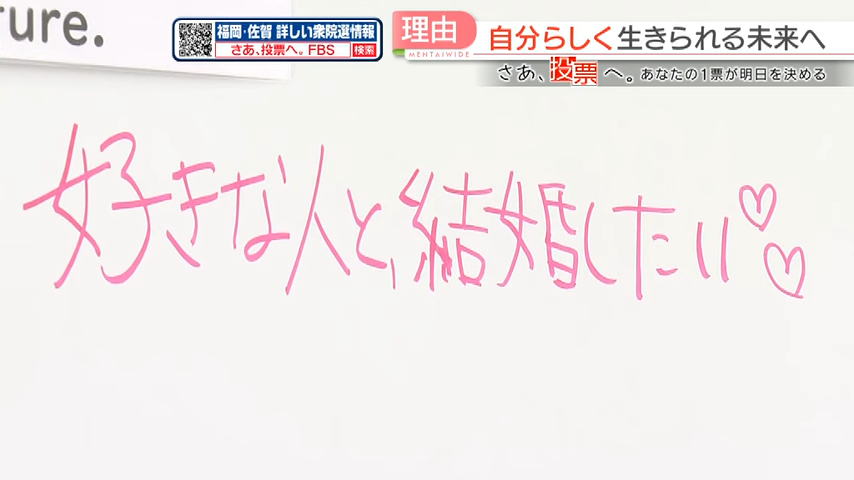 ure.
福岡・佐賀 詳しい衆院選情報
さあ、投票へ。FBS 検索
理由
MENTAIWIDE
自分らしく生きられる未来へ
さあ、投票へ。あなたの1票が明日を決める
好きな人と、結婚したい♡♡